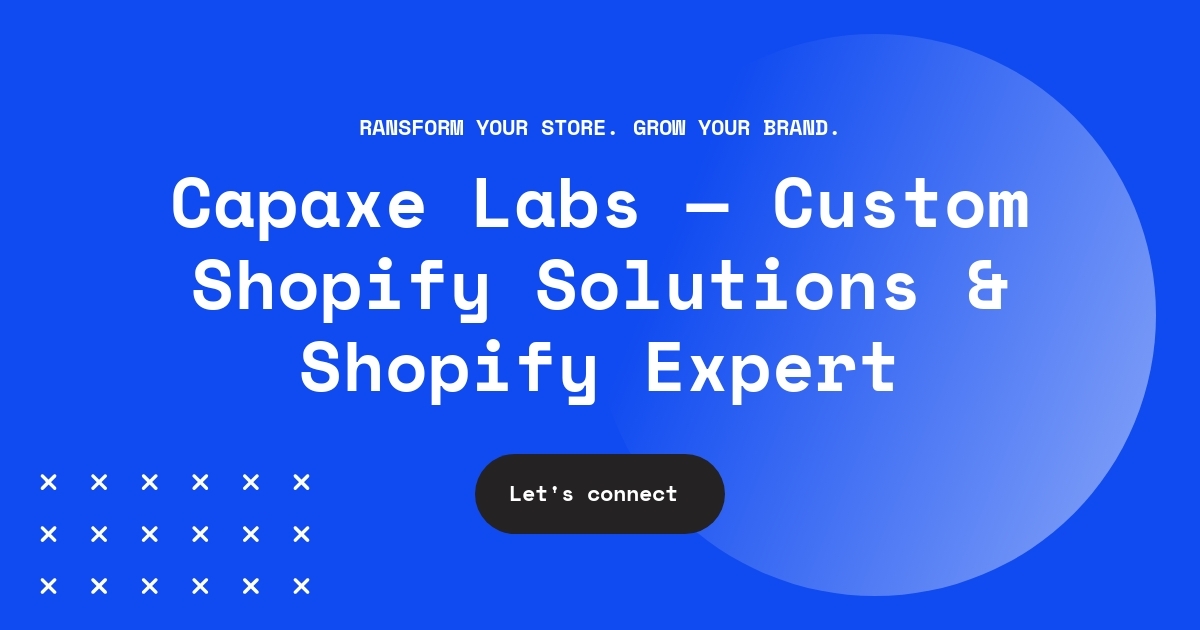 RANSFORM YOUR STORE. GROW YOUR BRAND.
Capaxe Labs — Custom
Shopify Solutions &
Shopify Expert
Let's connect